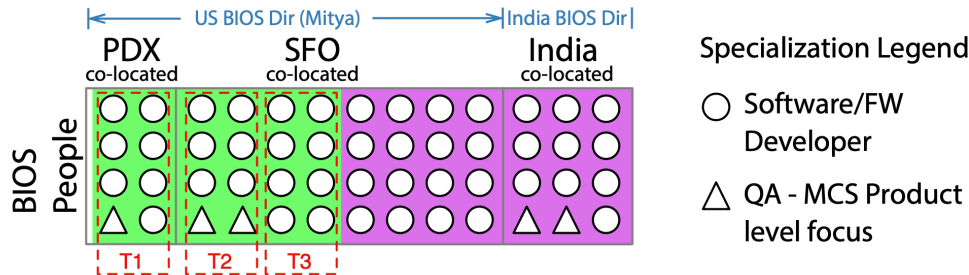 US BIOS Dir (Mitya)
India BIOS Dir
PDX
co-located
SFO
co-located
India
co-located
BIOS
People
T1
T2
T3
Specialization Legend
Software/FW
Developer
QA - MCS Product
level focus